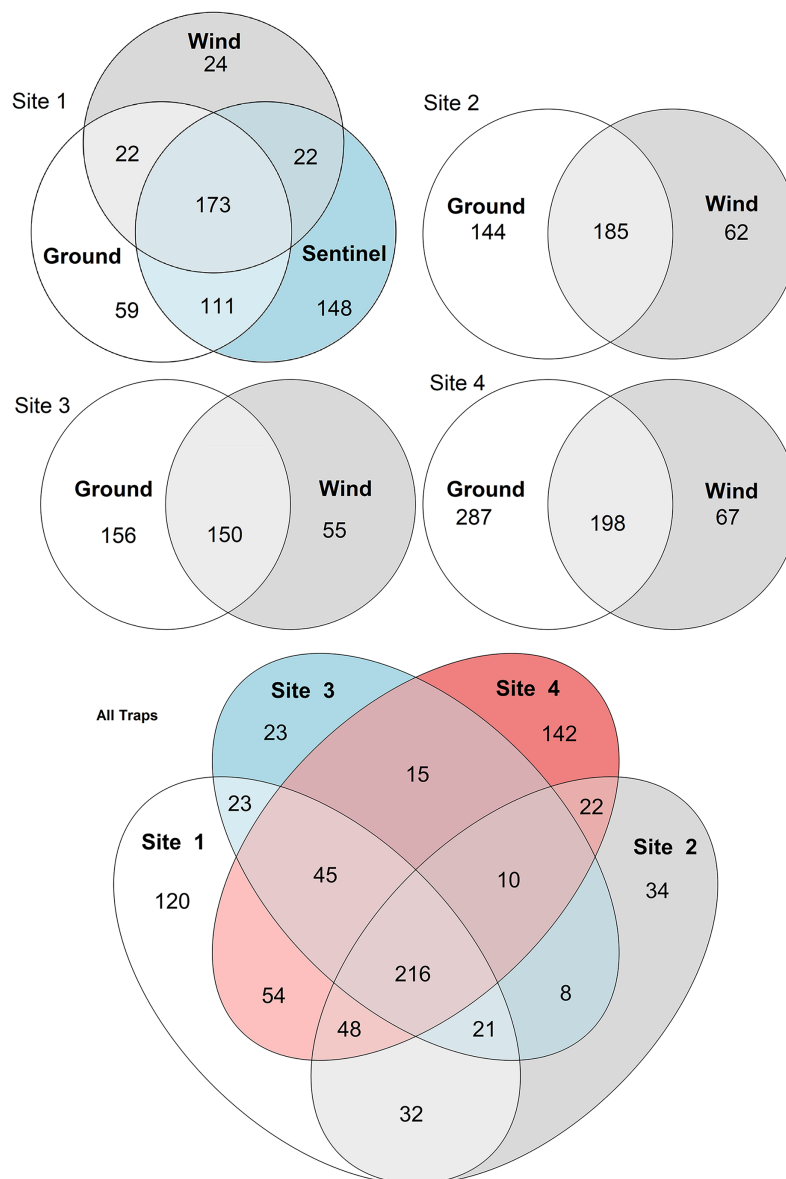 Wind
24
Site 1
22
22
173
Ground
Sentinel
59
111
148
Site 2
Ground
144
185
Wind
62
Site 3
Ground
156
150
Wind
55
Site 4
Ground
287
198
Wind
67
All Traps
Site 3
23
Site 4
142
15
23
22
Site 1
120
Site 2
34
45
10
216
54
48
21
8
32